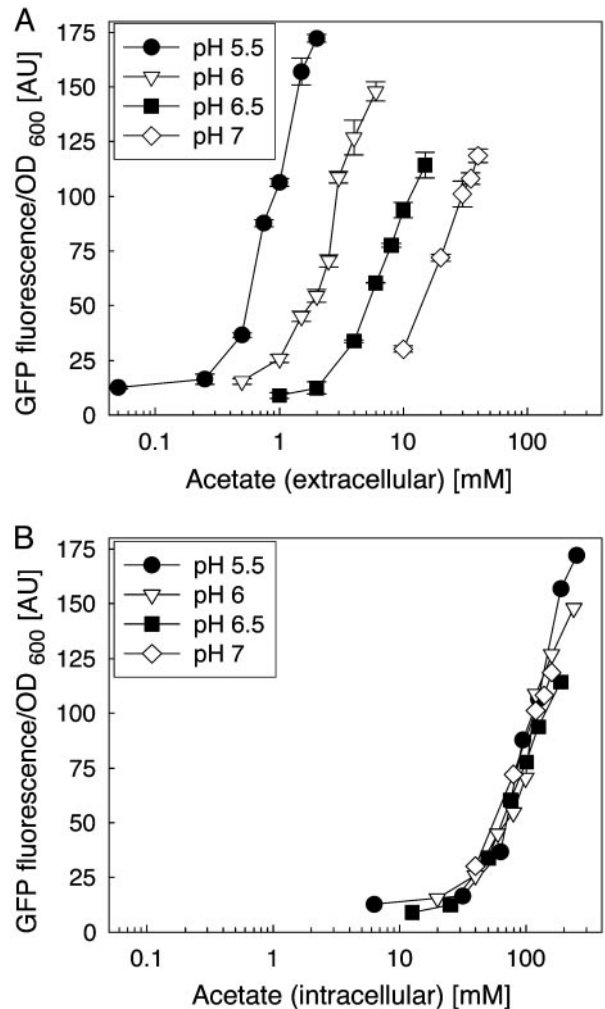 A
175
150
125
100
75
50
25
0
GFP fluorescence/OD 600 [AU]
pH 5.5
pH 6
pH 6.5
pH 7
0.1 1 10 100
Acetate (extracellular) [mM]
B
175
150
125
100
75
50
25
0
GFP fluorescence/OD 600 [AU]
pH 5.5
pH 6
pH 6.5
pH 7
0.1 1 10 100
Acetate (intracellular) [mM]